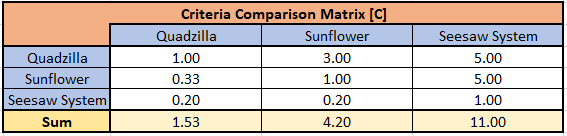 Criteria Comparison Matrix [C]
Quadzilla Sunflower Seesaw System
Quadzilla 1.00 3.00 5.00
Sunflower 0.33 1.00 5.00
Seesaw System 0.20 0.20 1.00
Sum 1.53 4.20 11.00